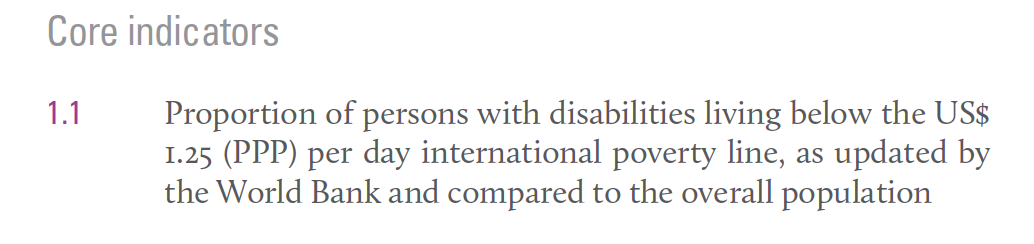 Core indicators
1.1 Proportion of persons with disabilities living below the US$
1.25 (PPP) per day international poverty line, as updated by
the World Bank and compared to the overall population